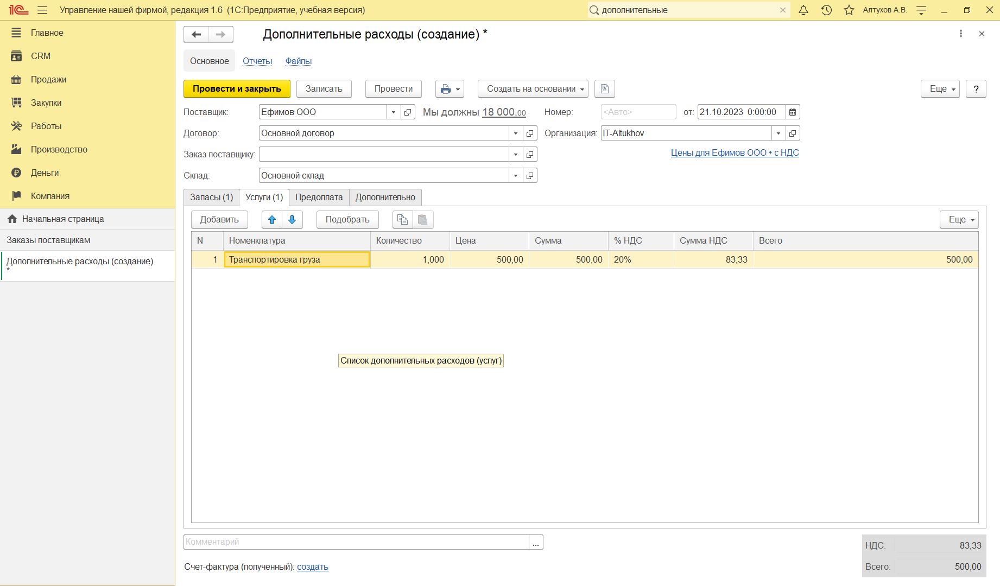 Управление нашей фирмой, редакция 1.6 (1С:Предприятие, учебная версия)
дополнительные
Алтухов А.В.
Главное
CRM
Продажи
Закупки
Работы
Производство
Деньги
Компания
Начальная страница
Заказы поставщикам
Дополнительные расходы (создание)
*
Дополнительные расходы (создание) *
Основное Отчеты Файлы
Провести и закрыть Записать Провести Создать на основании Еще ?
Поставщик: Ефимов ООО Мы должны 18 000,00 Номер: <Авто> от: 21.10.2023 0:00:00
Договор: Основной договор Организация: IT-Altukhov
Заказ поставщику: Цены для Ефимов ООО • с НДС
Склад: Основной склад
Запасы (1) Услуги (1) Предоплата Дополнительно
Добавить Подобрать Еще
N Номенклатура Количество Цена Сумма % НДС Сумма НДС Всего
1 Транспортировка груза 1,000 500,00 500,00 20% 83,33 500,00
Список дополнительных расходов (услуг)
Комментарий ...
НДС: 83,33
Счет-фактура (полученный): создать
Всего: 500,00